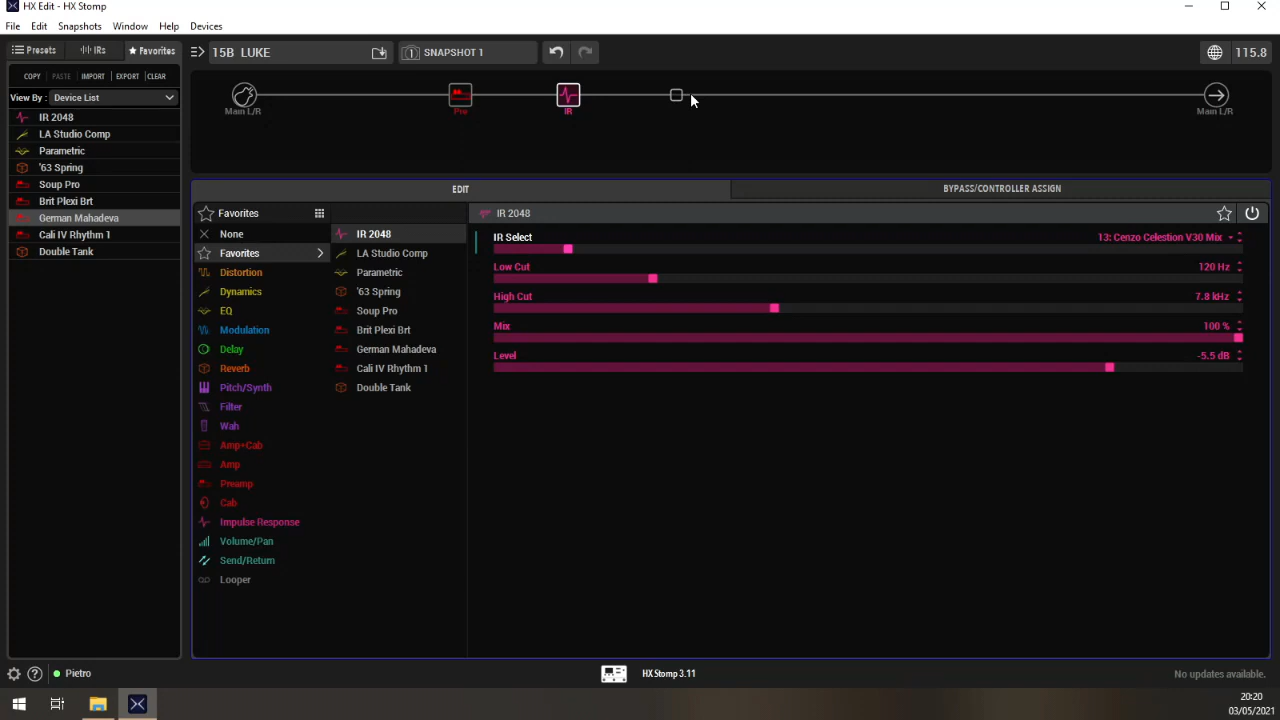 HX Edit - HX Stomp
File Edit Snapshots Window Help Devices
Presets IRs Favorites
15B LUKE
SNAPSHOT 1
115.8
COPY PASTE IMPORT EXPORT CLEAR
View By: Device List
IR 2048
LA Studio Comp
Parametric
'63 Spring
Soup Pro
Brit Plexi Brt
German Mahadeva
Cali IV Rhythm 1
Double Tank
Main L/R
Pre
IR
Main L/R
EDIT
BYPASS/CONTROLLER ASSIGN
Favorites
None
Favorites
Distortion
Dynamics
EQ
Modulation
Delay
Reverb
Pitch/Synth
Filter
Wah
Amp+Cab
Amp
Preamp
Cab
Impulse Response
Volume/Pan
Send/Return
Looper
IR 2048
LA Studio Comp
Parametric
'63 Spring
Soup Pro
Brit Plexi Brt
German Mahadeva
Cali IV Rhythm 1
Double Tank
IR 2048
IR Select 13: Cenzo Celestion V30 Mix
Low Cut 120 Hz
High Cut 7.8 kHz
Mix 100 %
Level -5.5 dB
Pietro
HX Stomp 3.11
No updates available.
20:20
03/05/2021